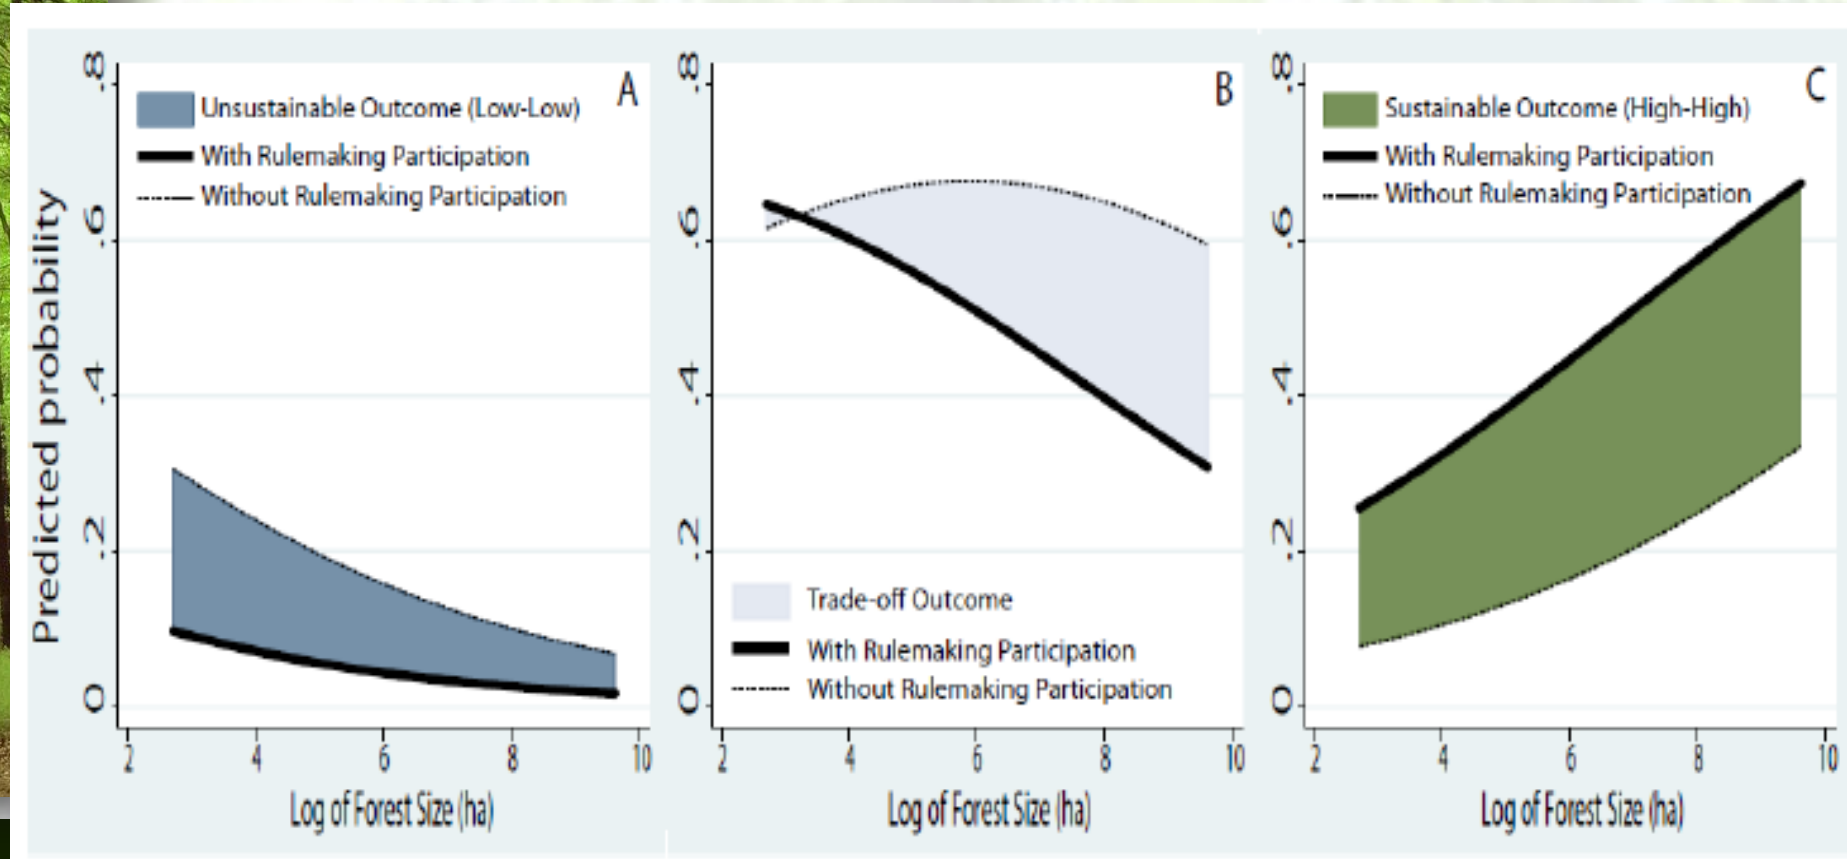 Predicted probability
.8
.6
.4
.2
0
A
Unsustainable Outcome (Low-Low)
With Rulemaking Participation
Without Rulemaking Participation
2 4 6 8 10
Log of Forest Size (ha)
.8
.6
.4
.2
0
B
Trade-off Outcome
With Rulemaking Participation
Without Rulemaking Participation
2 4 6 8 10
Log of Forest Size (ha)
.8
.6
.4
.2
0
C
Sustainable Outcome (High-High)
With Rulemaking Participation
Without Rulemaking Participation
2 4 6 8 10
Log of Forest Size (ha)